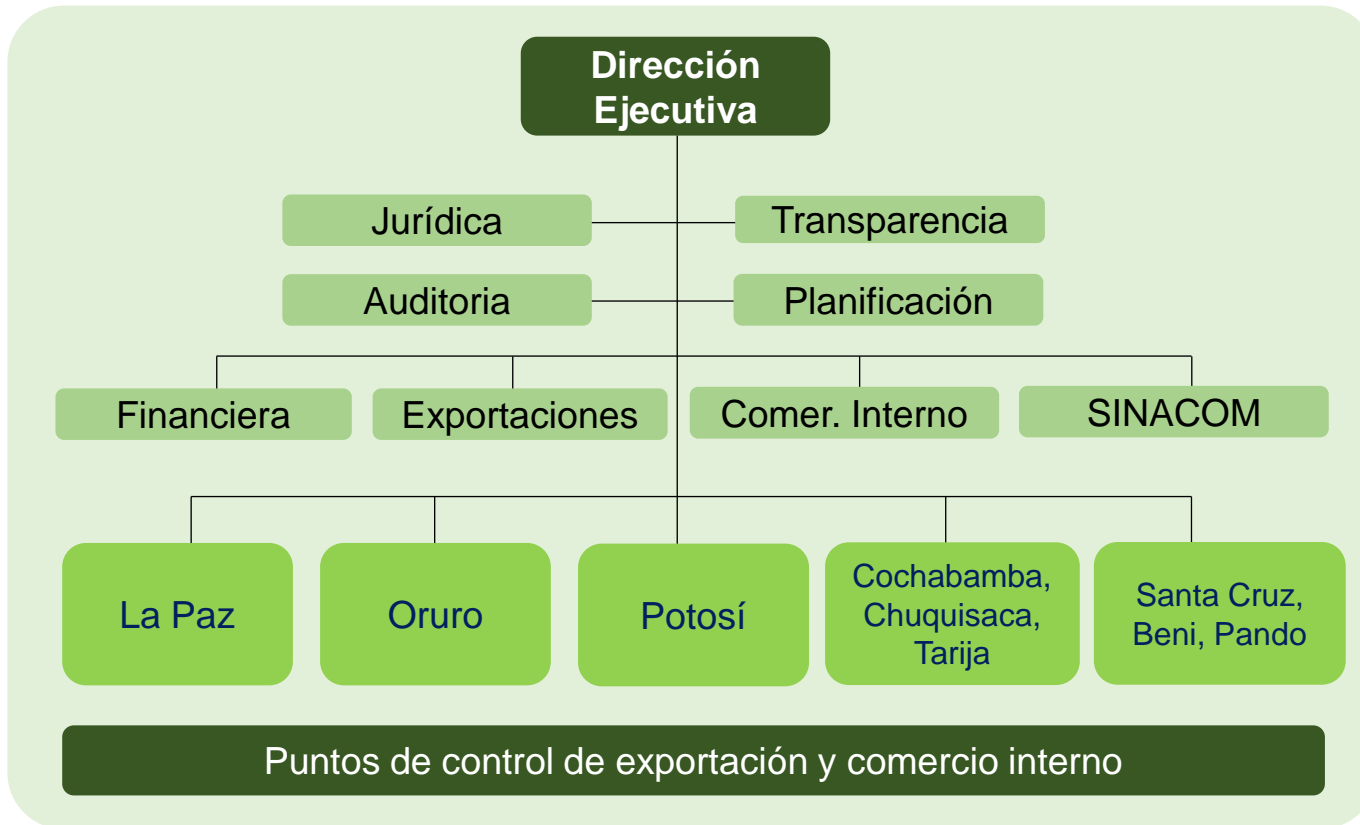 Dirección
Ejecutiva
Jurídica
Transparencia
Auditoria
Planificación
Financiera
Exportaciones
Comer. Interno
SINACOM
La Paz
Oruro
Potosí
Cochabamba,
Chuquisaca,
Tarija
Santa Cruz,
Beni, Pando
Puntos de control de exportación y comercio interno